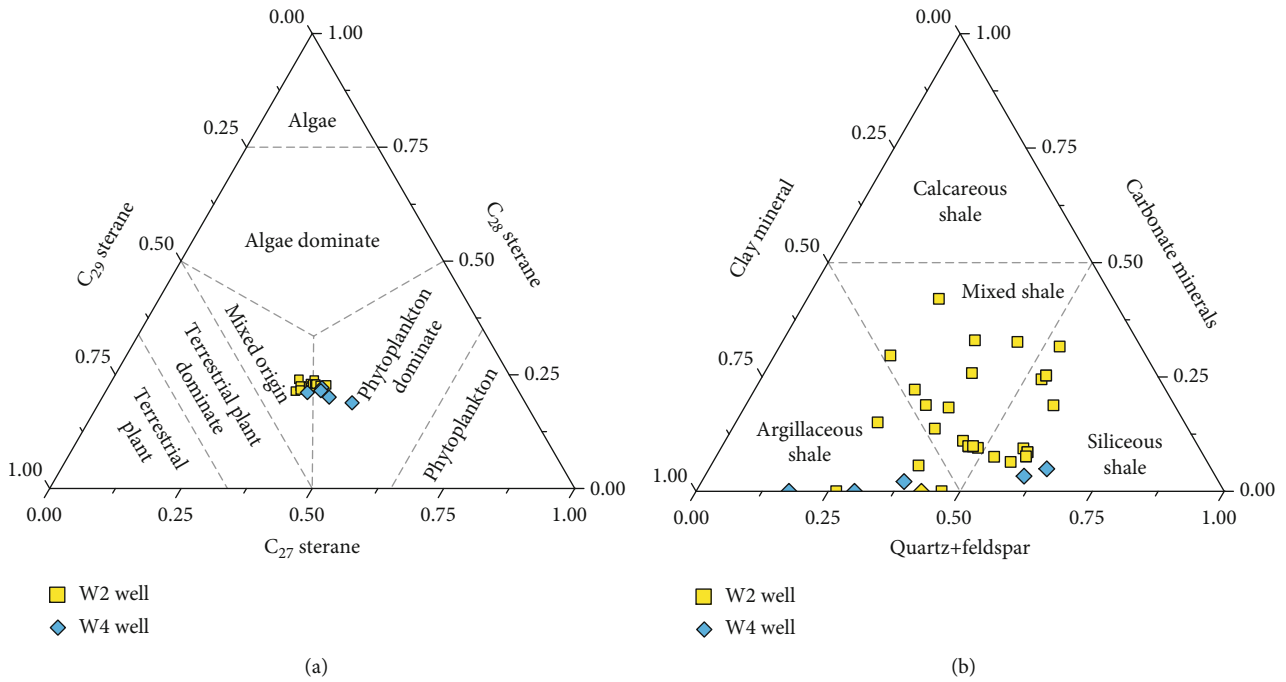 0.00
1.00
Algae
0.25
0.75
C29 sterane
C28 sterane
Algae dominate
0.50
0.50
Mixed origin
Phytoplankton
dominate
Terrestrial plant
dominate
0.75
0.25
Terrestrial
plant
Phytoplankton
1.00
0.00
0.00
0.25
0.50
0.75
1.00
C27 sterane
W2 well
W4 well
(a)
0.00
1.00
0.25
0.75
Clay mineral
Carbonate minerals
Calcareous
shale
0.50
0.50
Mixed shale
0.75
0.25
Argillaceous
shale
Siliceous
shale
1.00
0.00
0.00
0.25
0.50
0.75
1.00
Quartz+feldspar
W2 well
W4 well
(b)